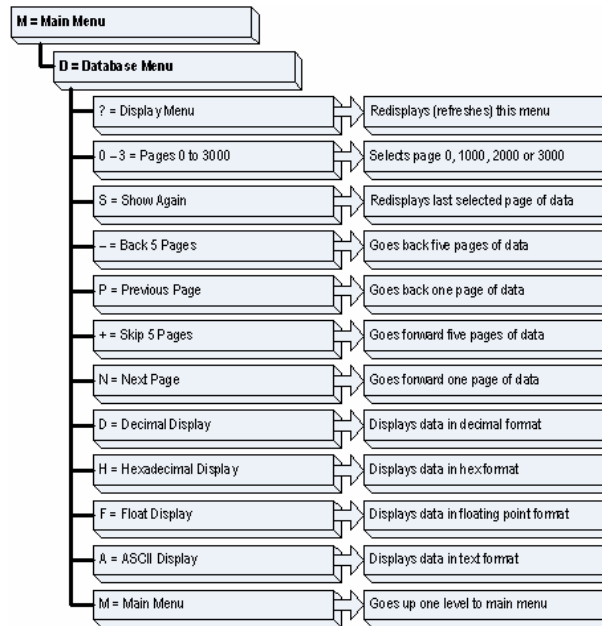 M = Main Menu
D = Database Menu
? = Display Menu
Redisplays (refreshes) this menu
0 – 3 = Pages 0 to 3000
Selects page 0, 1000, 2000 or 3000
S = Show Again
Redisplays last selected page of data
– = Back 5 Pages
Goes back five pages of data
P = Previous Page
Goes back one page of data
+ = Skip 5 Pages
Goes forward five pages of data
N = Next Page
Goes forward one page of data
D = Decimal Display
Displays data in decimal format
H = Hexadecimal Display
Displays data in hex format
F = Float Display
Displays data in floating point format
A = ASCII Display
Displays data in text format
M = Main Menu
Goes up one level to main menu